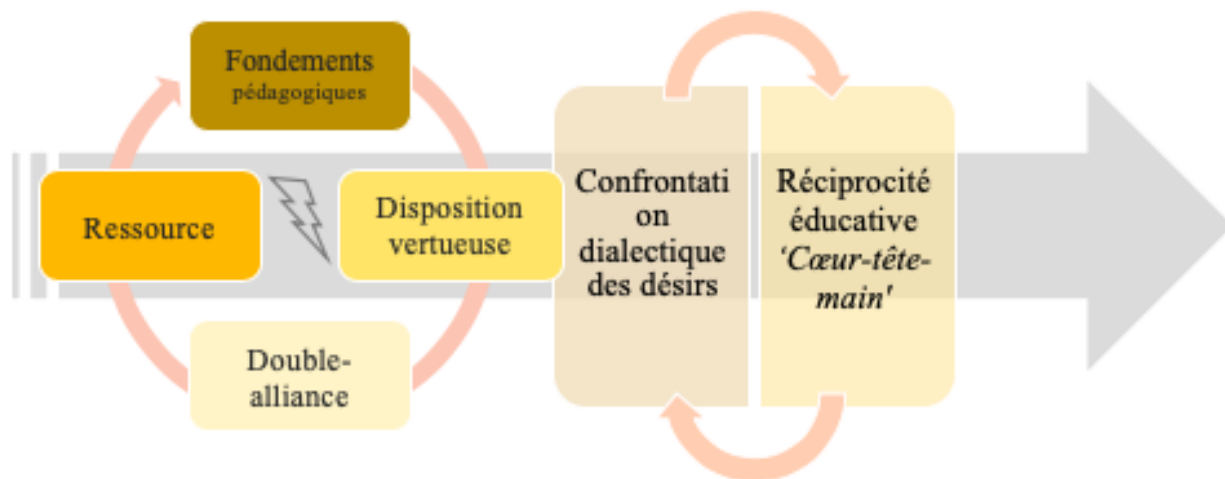 Fondements
pédagogiques
Ressource
Disposition
vertueuse
Double-
alliance
Confrontati
on
dialectique
des désirs
Réciprocité
éducative
‘Cœur-tête-
main'